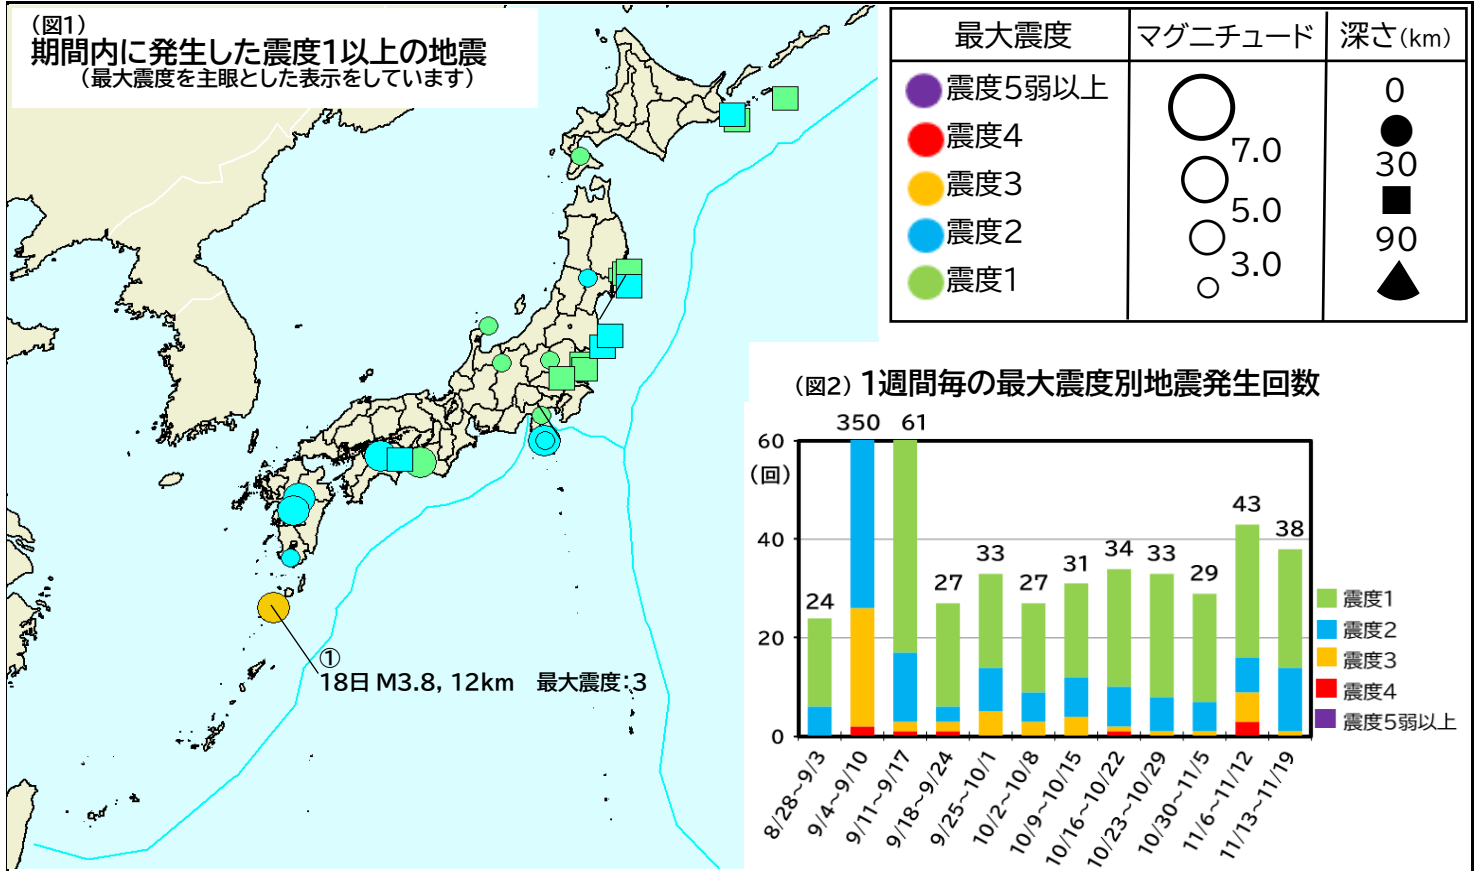 (図1)
期間内に発生した震度1以上の地震
(最大震度を主眼とした表示をしています)
①
18日 M3.8, 12km 最大震度:3
最大震度 マグニチュード 深さ(km)
震度5弱以上
震度4
震度3
震度2
震度1
7.0
5.0
3.0
0
30
90
(図2) 1週間毎の最大震度別地震発生回数
60
(回)
40
20
0
24
350
61
27
33
27
31
34
33
29
43
38
8/28~9/3
9/4~9/10
9/11~9/17
9/18~9/24
9/25~10/1
10/2~10/8
10/9~10/15
10/16~10/22
10/23~10/29
10/30~11/5
11/6~11/12
11/13~11/19
震度1
震度2
震度3
震度4
震度5弱以上